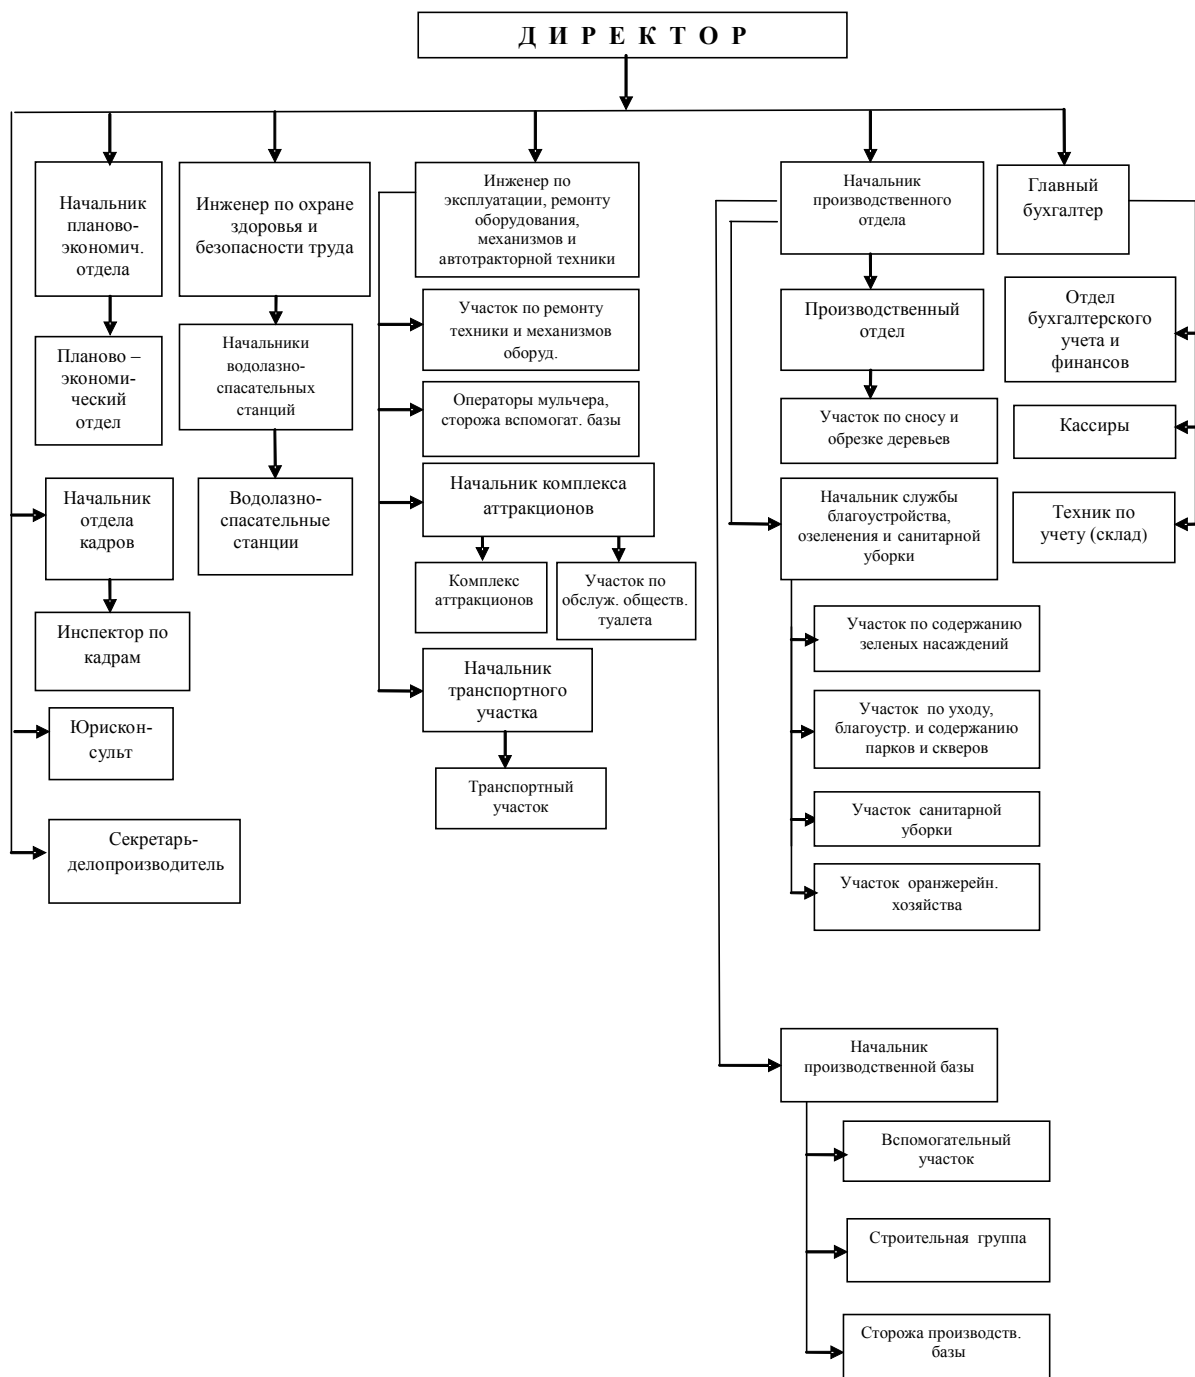 Д И Р Е К Т О Р
Начальник
планово-
экономич.
отдела
Инженер по охране
здоровья и
безопасности труда
Инженер по
эксплуатации, ремонту
оборудования,
механизмов и
автотракторной техники
Начальник
производственного
отдела
Главный
бухгалтер
Планово –
экономи-
ческий
отдел
Начальники
водолазно-
спасательных
станций
Участок по ремонту
техники и механизмов
оборуд.
Производственный
отдел
Отдел
бухгалтерского
учета и
финансов
Операторы мульчера,
сторожа вспомогат. базы
Участок по сносу и
обрезке деревьев
Кассиры
Начальник
отдела
кадров
Водолазно-
спасательные
станции
Начальник комплекса
аттракционов
Начальник службы
благоустройства,
озеленения и санитарной
уборки
Техник по
учету (склад)
Комплекс
аттракционов
Участок по
обслуж. обществ.
туалета
Инспектор по
кадрам
Участок по содержанию
зеленых насаждений
Начальник
транспортного
участка
Юрискон-
сульт
Участок по уходу,
благоустр. и содержанию
парков и скверов
Транспортный
участок
Участок санитарной
уборки
Секретарь-
делопроизводитель
Участок оранжерейн.
хозяйства
Начальник
производственной базы
Вспомогательный
участок
Строительная группа
Сторожа производств.
базы